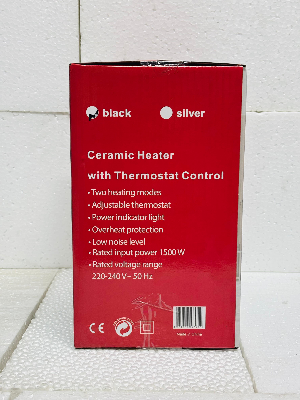 black silver
Ceramic Heater
with Thermostat Control
• Two heating modes
• Adjustable thermostat
• Power indicator light
• Overheat protection
• Low noise level
• Rated input power 1500 W
• Rated voltage range
220-240 V ~ 50 Hz
CE